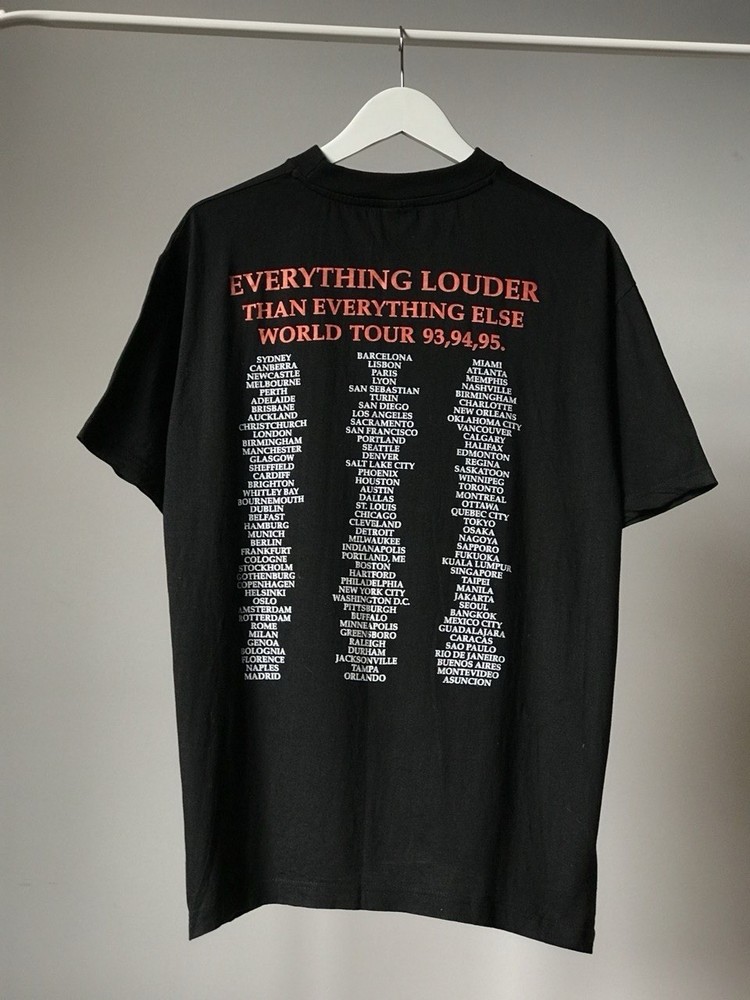 EVERYTHING LOUDER
THAN EVERYTHING ELSE
WORLD TOUR 93,94,95.
SYDNEY
CANBERRA
NEWCASTLE
MELBOURNE
PERTH
ADELAIDE
BRISBANE
AUCKLAND
CHRISTCHURCH
LONDON
BIRMINGHAM
MANCHESTER
GLASGOW
SHEFFIELD
CARDIFF
BRIGHTON
WHITLEY BAY
BOURNEMOUTH
DUBLIN
BELFAST
HAMBURG
MUNICH
BERLIN
FRANKFURT
COLOGNE
STOCKHOLM
GOTHENBURG
COPENHAGEN
HELSINKI
OSLO
AMSTERDAM
ROTTERDAM
ROME
MILAN
GENOA
BOLOGNIA
FLORENCE
NAPLES
MADRID
BARCELONA
LISBON
PARIS
LYON
SAN SEBASTIAN
TURIN
SAN DIEGO
LOS ANGELES
SACRAMENTO
SAN FRANCISCO
PORTLAND
SEATTLE
DENVER
SALT LAKE CITY
PHOENIX
HOUSTON
AUSTIN
DALLAS
ST. LOUIS
CHICAGO
CLEVELAND
DETROIT
MILWAUKEE
INDIANAPOLIS
PORTLAND, ME
BOSTON
HARTFORD
PHILADELPHIA
NEW YORK CITY
WASHINGTON D.C.
PITTSBURGH
BUFFALO
MINNEAPOLIS
GREENSBORO
RALEIGH
DURHAM
JACKSONVILLE
TAMPA
ORLANDO
MIAMI
ATLANTA
MEMPHIS
NASHVILLE
BIRMINGHAM
CHARLOTTE
NEW ORLEANS
OKLAHOMA CITY
VANCOUVER
CALGARY
HALIFAX
EDMONTON
REGINA
SASKATOON
WINNIPEG
TORONTO
MONTREAL
OTTAWA
QUEBEC CITY
TOKYO
OSAKA
NAGOYA
SAPPORO
FUKUOKA
KUALA LUMPUR
SINGAPORE
TAIPEI
MANILA
JAKARTA
SEOUL
BANGKOK
MEXICO CITY
GUADALAJARA
CARACAS
SAO PAULO
RIO DE JANEIRO
BUENOS AIRES
MONTEVIDEO
ASUNCION